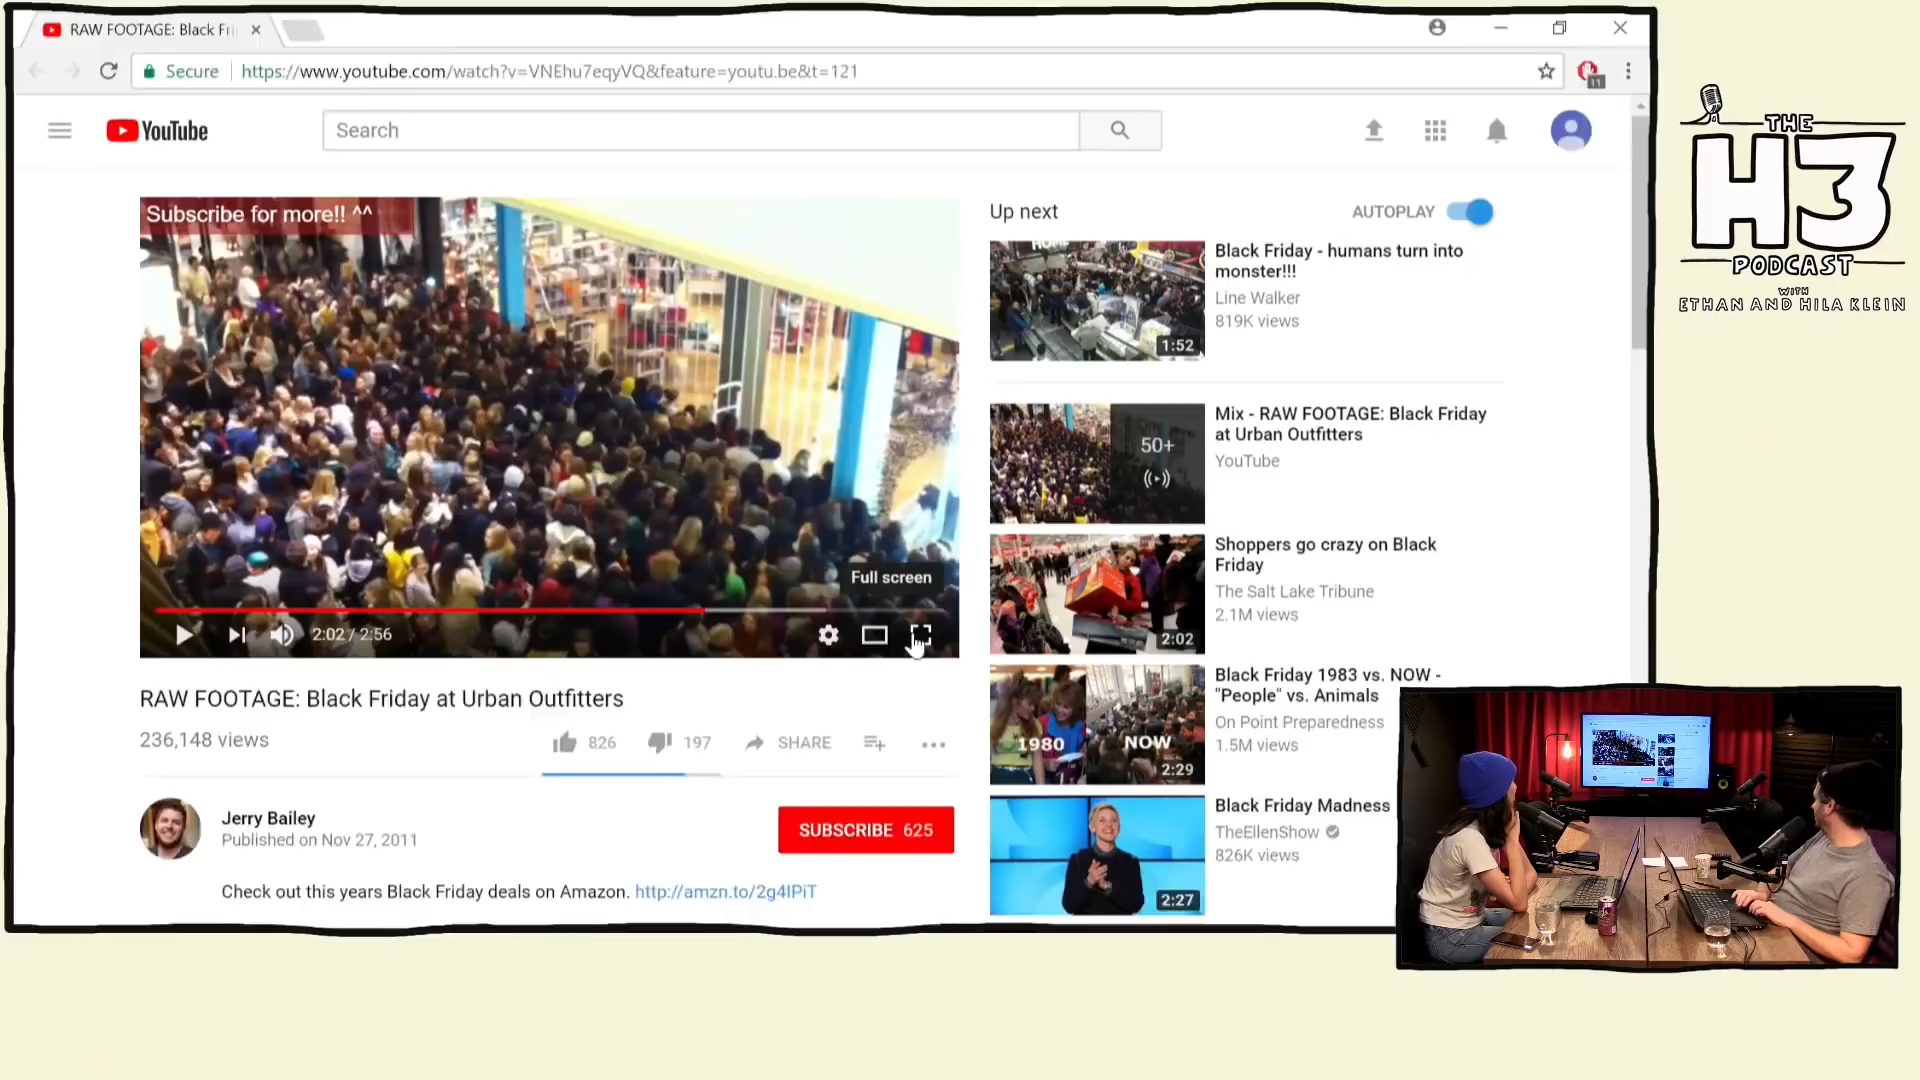 RAW FOOTAGE: Black Fri
Secure
https://www.youtube.com/watch?v=VNEhu7eqyVQ&feature=youtu.be&t=121
11
YouTube
Search
Subscribe for more!! ^^
Full screen
2:02 / 2:56
RAW FOOTAGE: Black Friday at Urban Outfitters
236,148 views
826
197
SHARE
Jerry Bailey
Published on Nov 27, 2011
SUBSCRIBE 625
Check out this years Black Friday deals on Amazon. http://amzn.to/2g4IPiT
Up next
AUTOPLAY
1:52
Black Friday - humans turn into
monster!!!
Line Walker
819K views
50+
Mix - RAW FOOTAGE: Black Friday
at Urban Outfitters
YouTube
2:02
Shoppers go crazy on Black
Friday
The Salt Lake Tribune
2.1M views
1980
NOW
2:29
Black Friday 1983 vs. NOW -
"People" vs. Animals
On Point Preparedness
1.5M views
2:27
Black Friday Madness
TheEllenShow
826K views
THE
H3
PODCAST
WITH
ETHAN AND HILA KLEIN